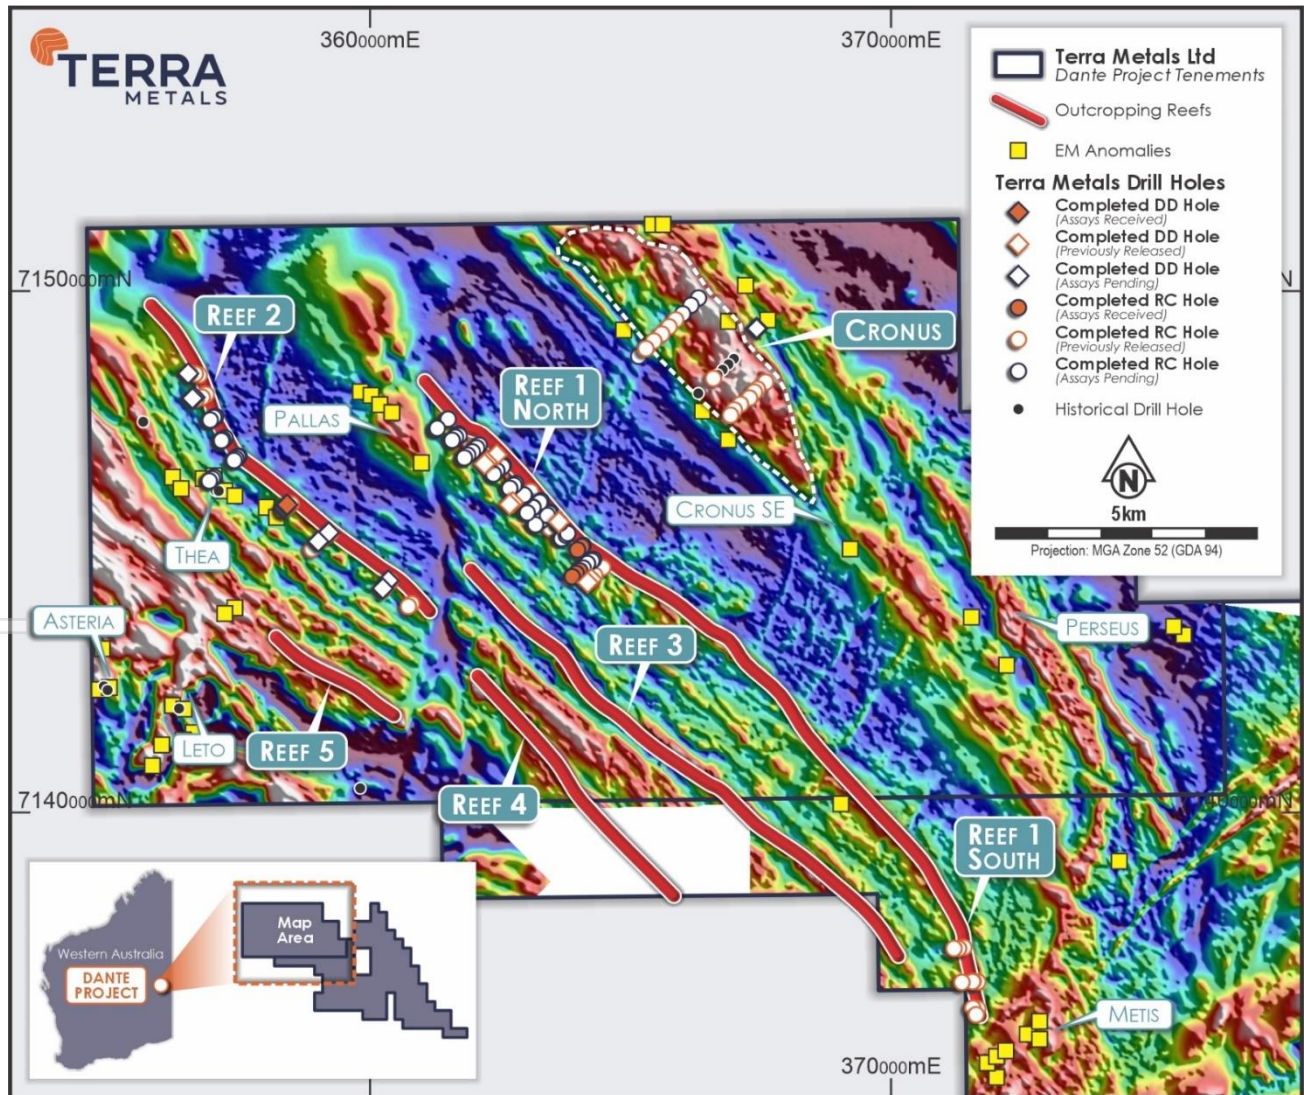 TERRA
METALS
360000mE
370000mE
Terra Metals Ltd
Dante Project Tenements
Outcropping Reefs
EM Anomalies
Terra Metals Drill Holes
Completed DD Hole
(Assays Received)
Completed DD Hole
(Previously Released)
Completed DD Hole
(Assays Pending)
Completed RC Hole
(Assays Received)
Completed RC Hole
(Previously Released)
Completed RC Hole
(Assays Pending)
Historical Drill Hole
N
5km
Projection: MGA Zone 52 (GDA 94)
7150000mN
REEF 2
CRONUS
REEF 1
NORTH
PALLAS
CRONUS SE
THEA
ASTERIA
REEF 3
PERSEUS
LETO
REEF 5
REEF 4
7140000mN
REEF 1
SOUTH
Map
Area
Western Australia
DANTE
PROJECT
METIS
370000mE